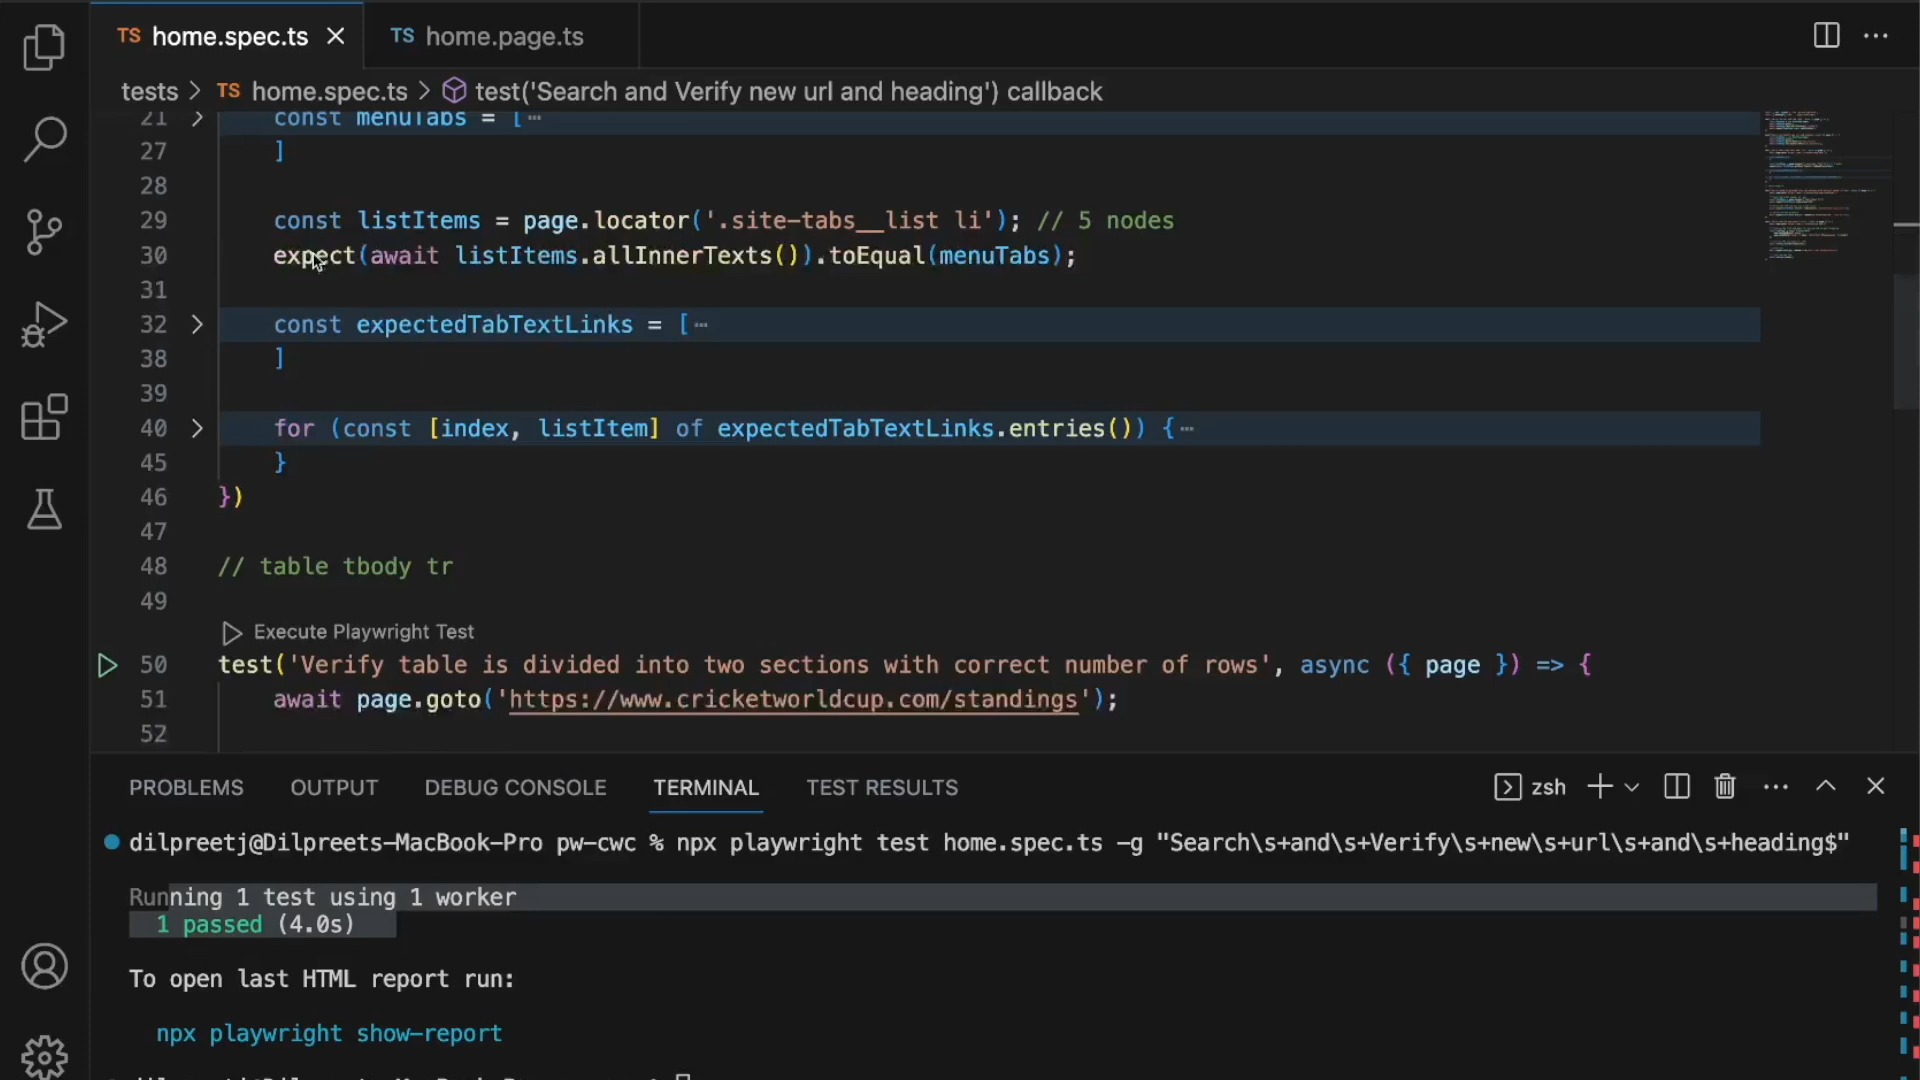 TS home.spec.ts
TS home.page.ts
tests > TS home.spec.ts > test('Search and Verify new url and heading') callback
21 const menuTabs = [⋯
27 ]
28
29 const listItems = page.locator('.site-tabs__list li'); // 5 nodes
30 expect(await listItems.allInnerTexts()).toEqual(menuTabs);
31
32 const expectedTabTextLinks = [⋯
38 ]
39
40 for (const [index, listItem] of expectedTabTextLinks.entries()) {⋯
45 }
46 })
47
48 // table tbody tr
49
Execute Playwright Test
50 test('Verify table is divided into two sections with correct number of rows', async ({ page }) => {
51 await page.goto('https://www.cricketworldcup.com/standings');
52
PROBLEMS OUTPUT DEBUG CONSOLE TERMINAL TEST RESULTS zsh
dilpreetj@Dilpreets-MacBook-Pro pw-cwc % npx playwright test home.spec.ts -g "Search\s+and\s+Verify\s+new\s+url\s+and\s+heading$"
Running 1 test using 1 worker
1 passed (4.0s)
To open last HTML report run:
npx playwright show-report